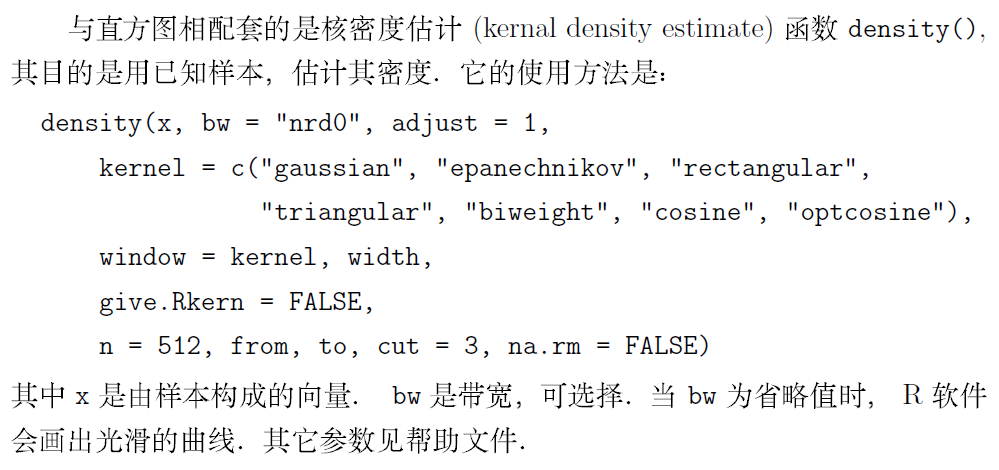 与直方图相配套的是核密度估计 (kernal density estimate) 函数 density(),
其目的是用已知样本，估计其密度．它的使用方法是：
density(x, bw = "nrd0", adjust = 1,
kernel = c("gaussian", "epanechnikov", "rectangular",
"triangular", "biweight", "cosine", "optcosine"),
window = kernel, width,
give.Rkern = FALSE,
n = 512, from, to, cut = 3, na.rm = FALSE)
其中 x 是由样本构成的向量． bw 是带宽，可选择．当 bw 为省略值时， R 软件
会画出光滑的曲线．其它参数见帮助文件．